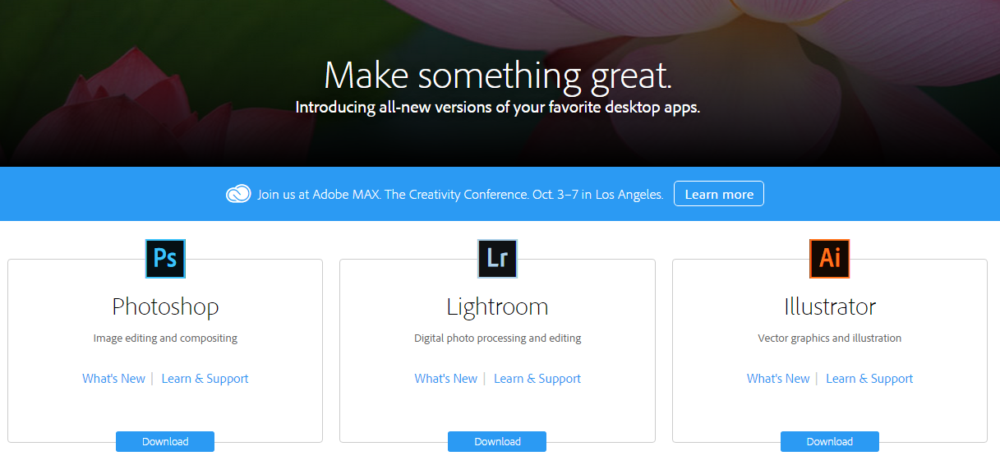 Make something great.
Introducing all-new versions of your favorite desktop apps.
Join us at Adobe MAX. The Creativity Conference. Oct. 3–7 in Los Angeles. Learn more
Ps
Lr
Ai
Photoshop
Lightroom
Illustrator
Image editing and compositing
Digital photo processing and editing
Vector graphics and illustration
What's New | Learn & Support
What's New | Learn & Support
What's New | Learn & Support
Download
Download
Download